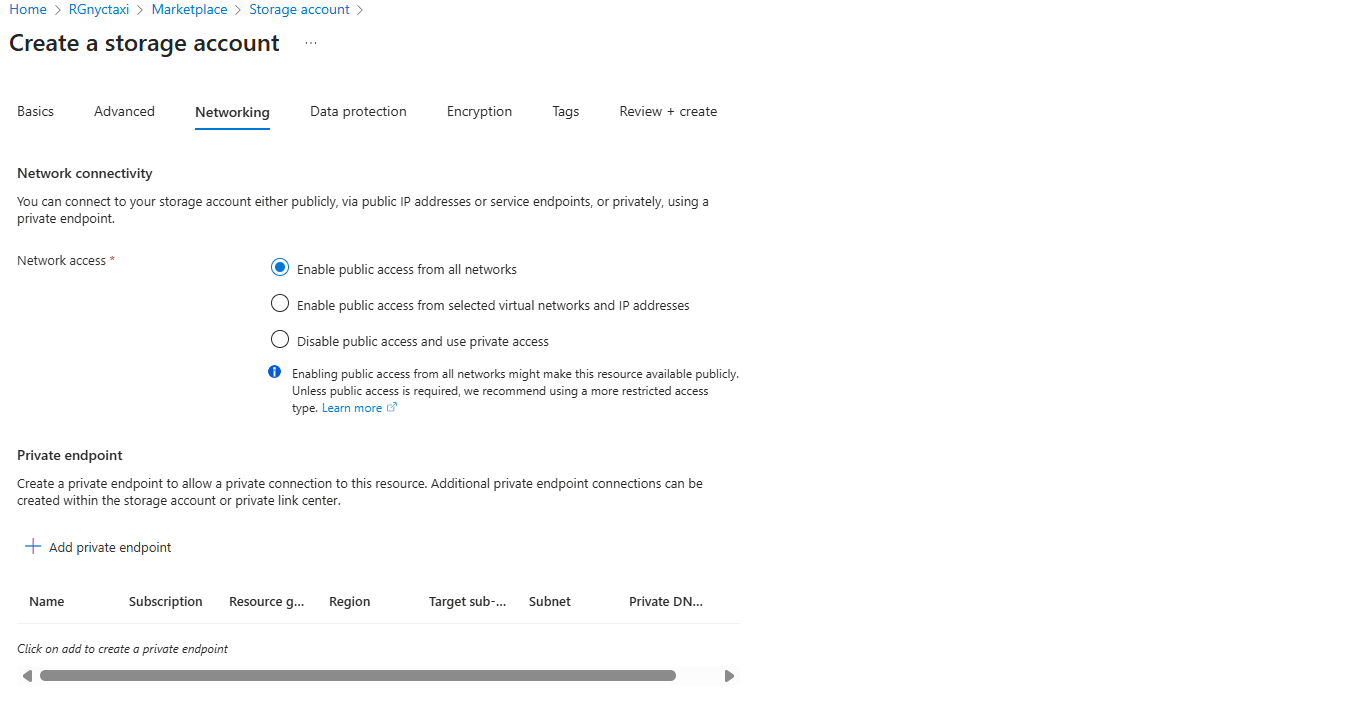 Home > RGnyctaxi > Marketplace > Storage account >
Create a storage account ...
Basics Advanced Networking Data protection Encryption Tags Review + create
Network connectivity
You can connect to your storage account either publicly, via public IP addresses or service endpoints, or privately, using a
private endpoint.
Network access *
Enable public access from all networks
Enable public access from selected virtual networks and IP addresses
Disable public access and use private access
Enabling public access from all networks might make this resource available publicly.
Unless public access is required, we recommend using a more restricted access
type. Learn more
Private endpoint
Create a private endpoint to allow a private connection to this resource. Additional private endpoint connections can be
created within the storage account or private link center.
+ Add private endpoint
Name Subscription Resource g... Region Target sub-... Subnet Private DN...
Click on add to create a private endpoint